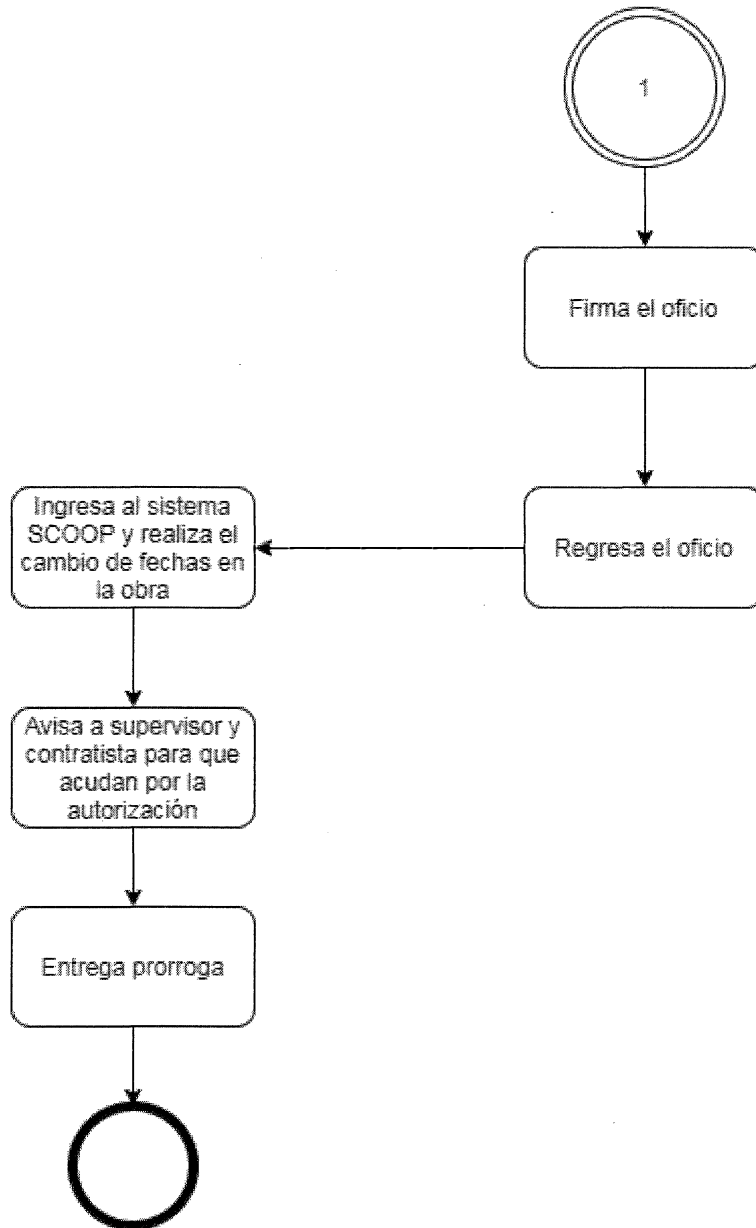 1
Firma el oficio
Regresa el oficio
Ingresa al sistema
SCOOP y realiza el
cambio de fechas en
la obra
Avisa a supervisor y
contratista para que
acudan por la
autorización
Entrega prorroga